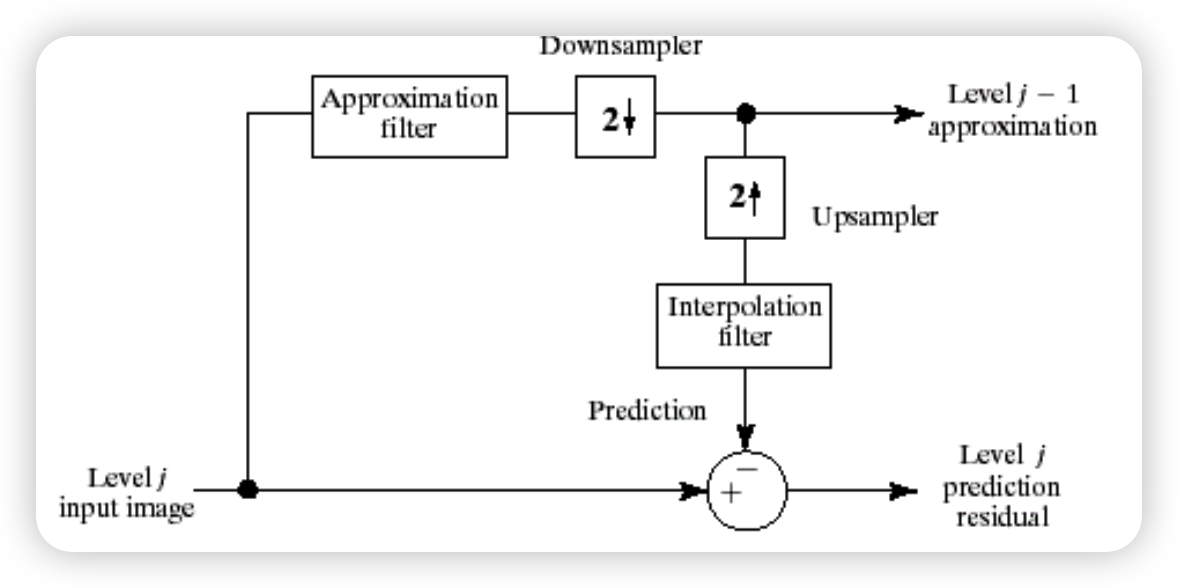 Downsampler
Approximation
filter
2↓
Level j − 1
approximation
2↑
Upsampler
Interpolation
filter
Prediction
Level j
input image
−
+
Level j
prediction
residual